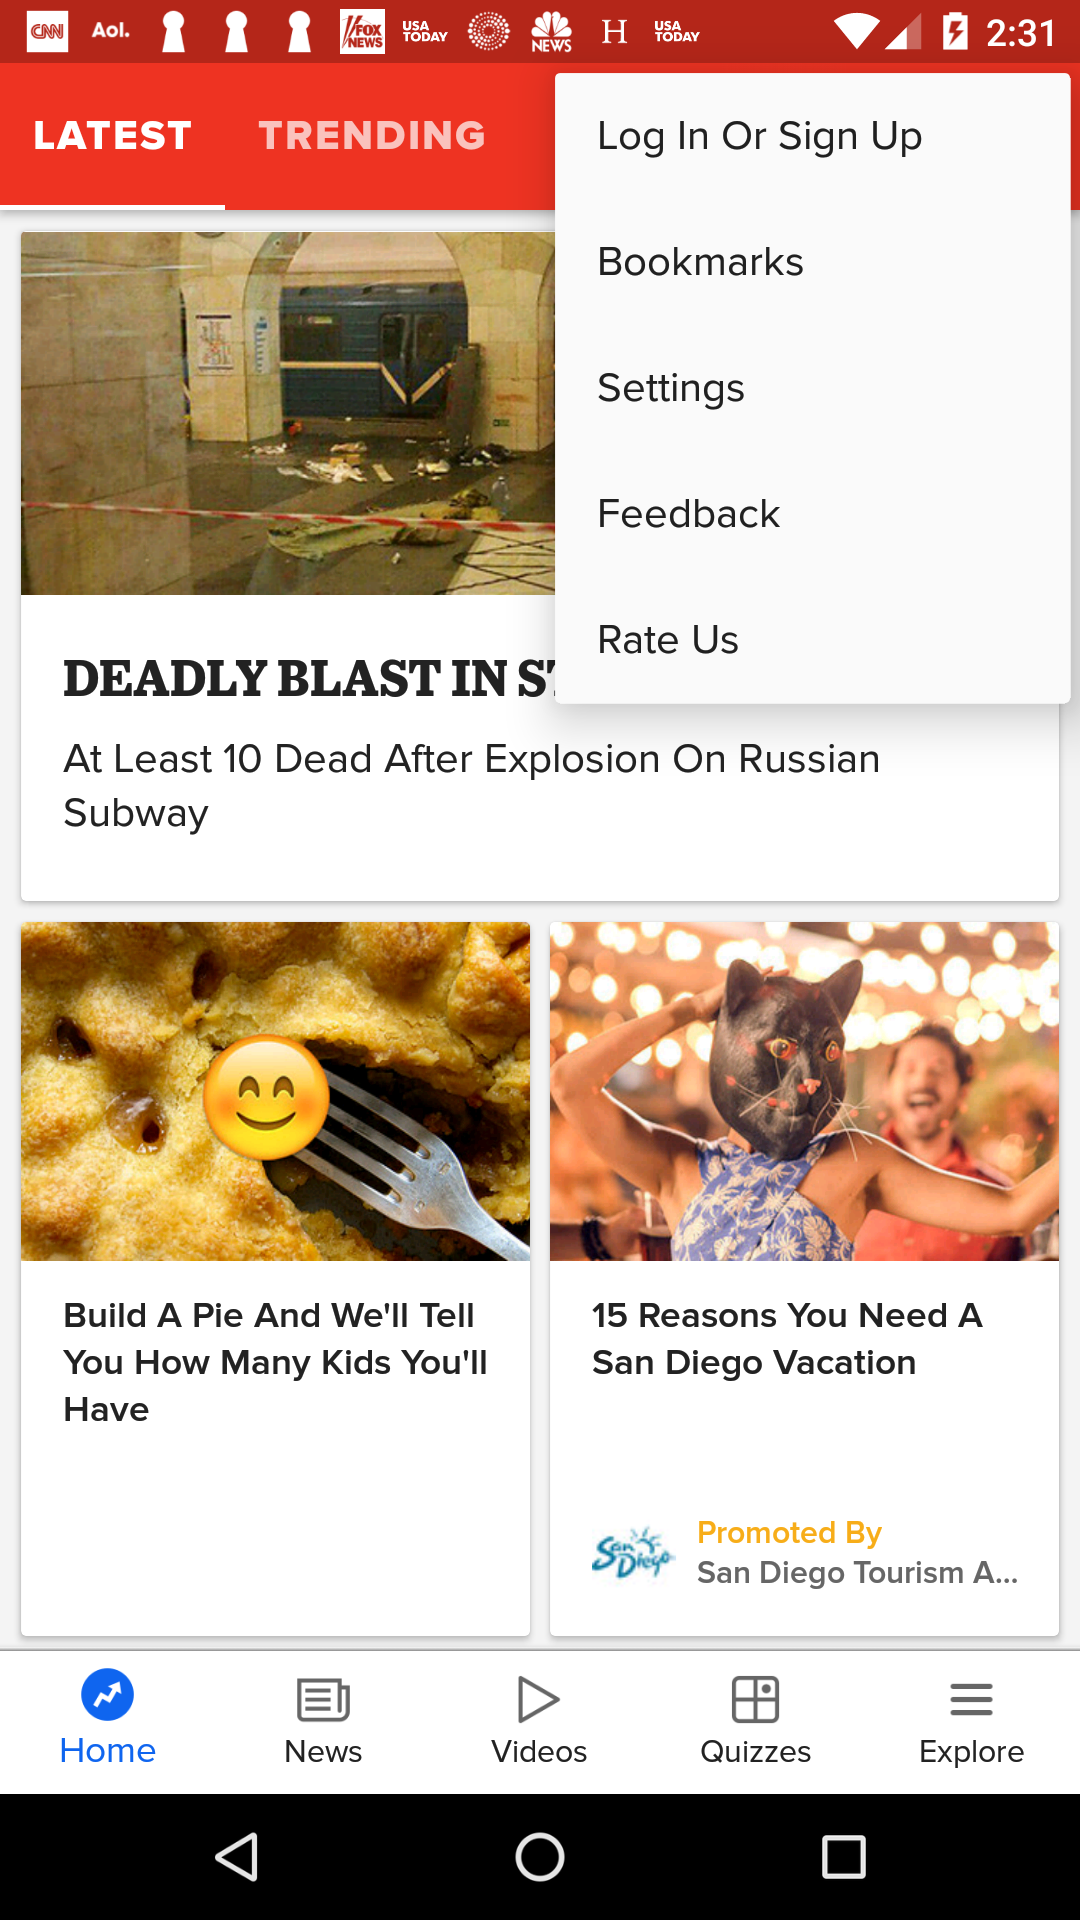 CNN
Aol.
FOX
NEWS
USA
TODAY
NEWS
H
USA
TODAY
2:31
LATEST
TRENDING
Log In Or Sign Up
Bookmarks
Settings
Feedback
Rate Us
DEADLY BLAST IN
At Least 10 Dead After Explosion On Russian
Subway
Build A Pie And We'll Tell
You How Many Kids You'll
Have
15 Reasons You Need A
San Diego Vacation
San
Diego
Promoted By
San Diego Tourism A...
Home
News
Videos
Quizzes
Explore